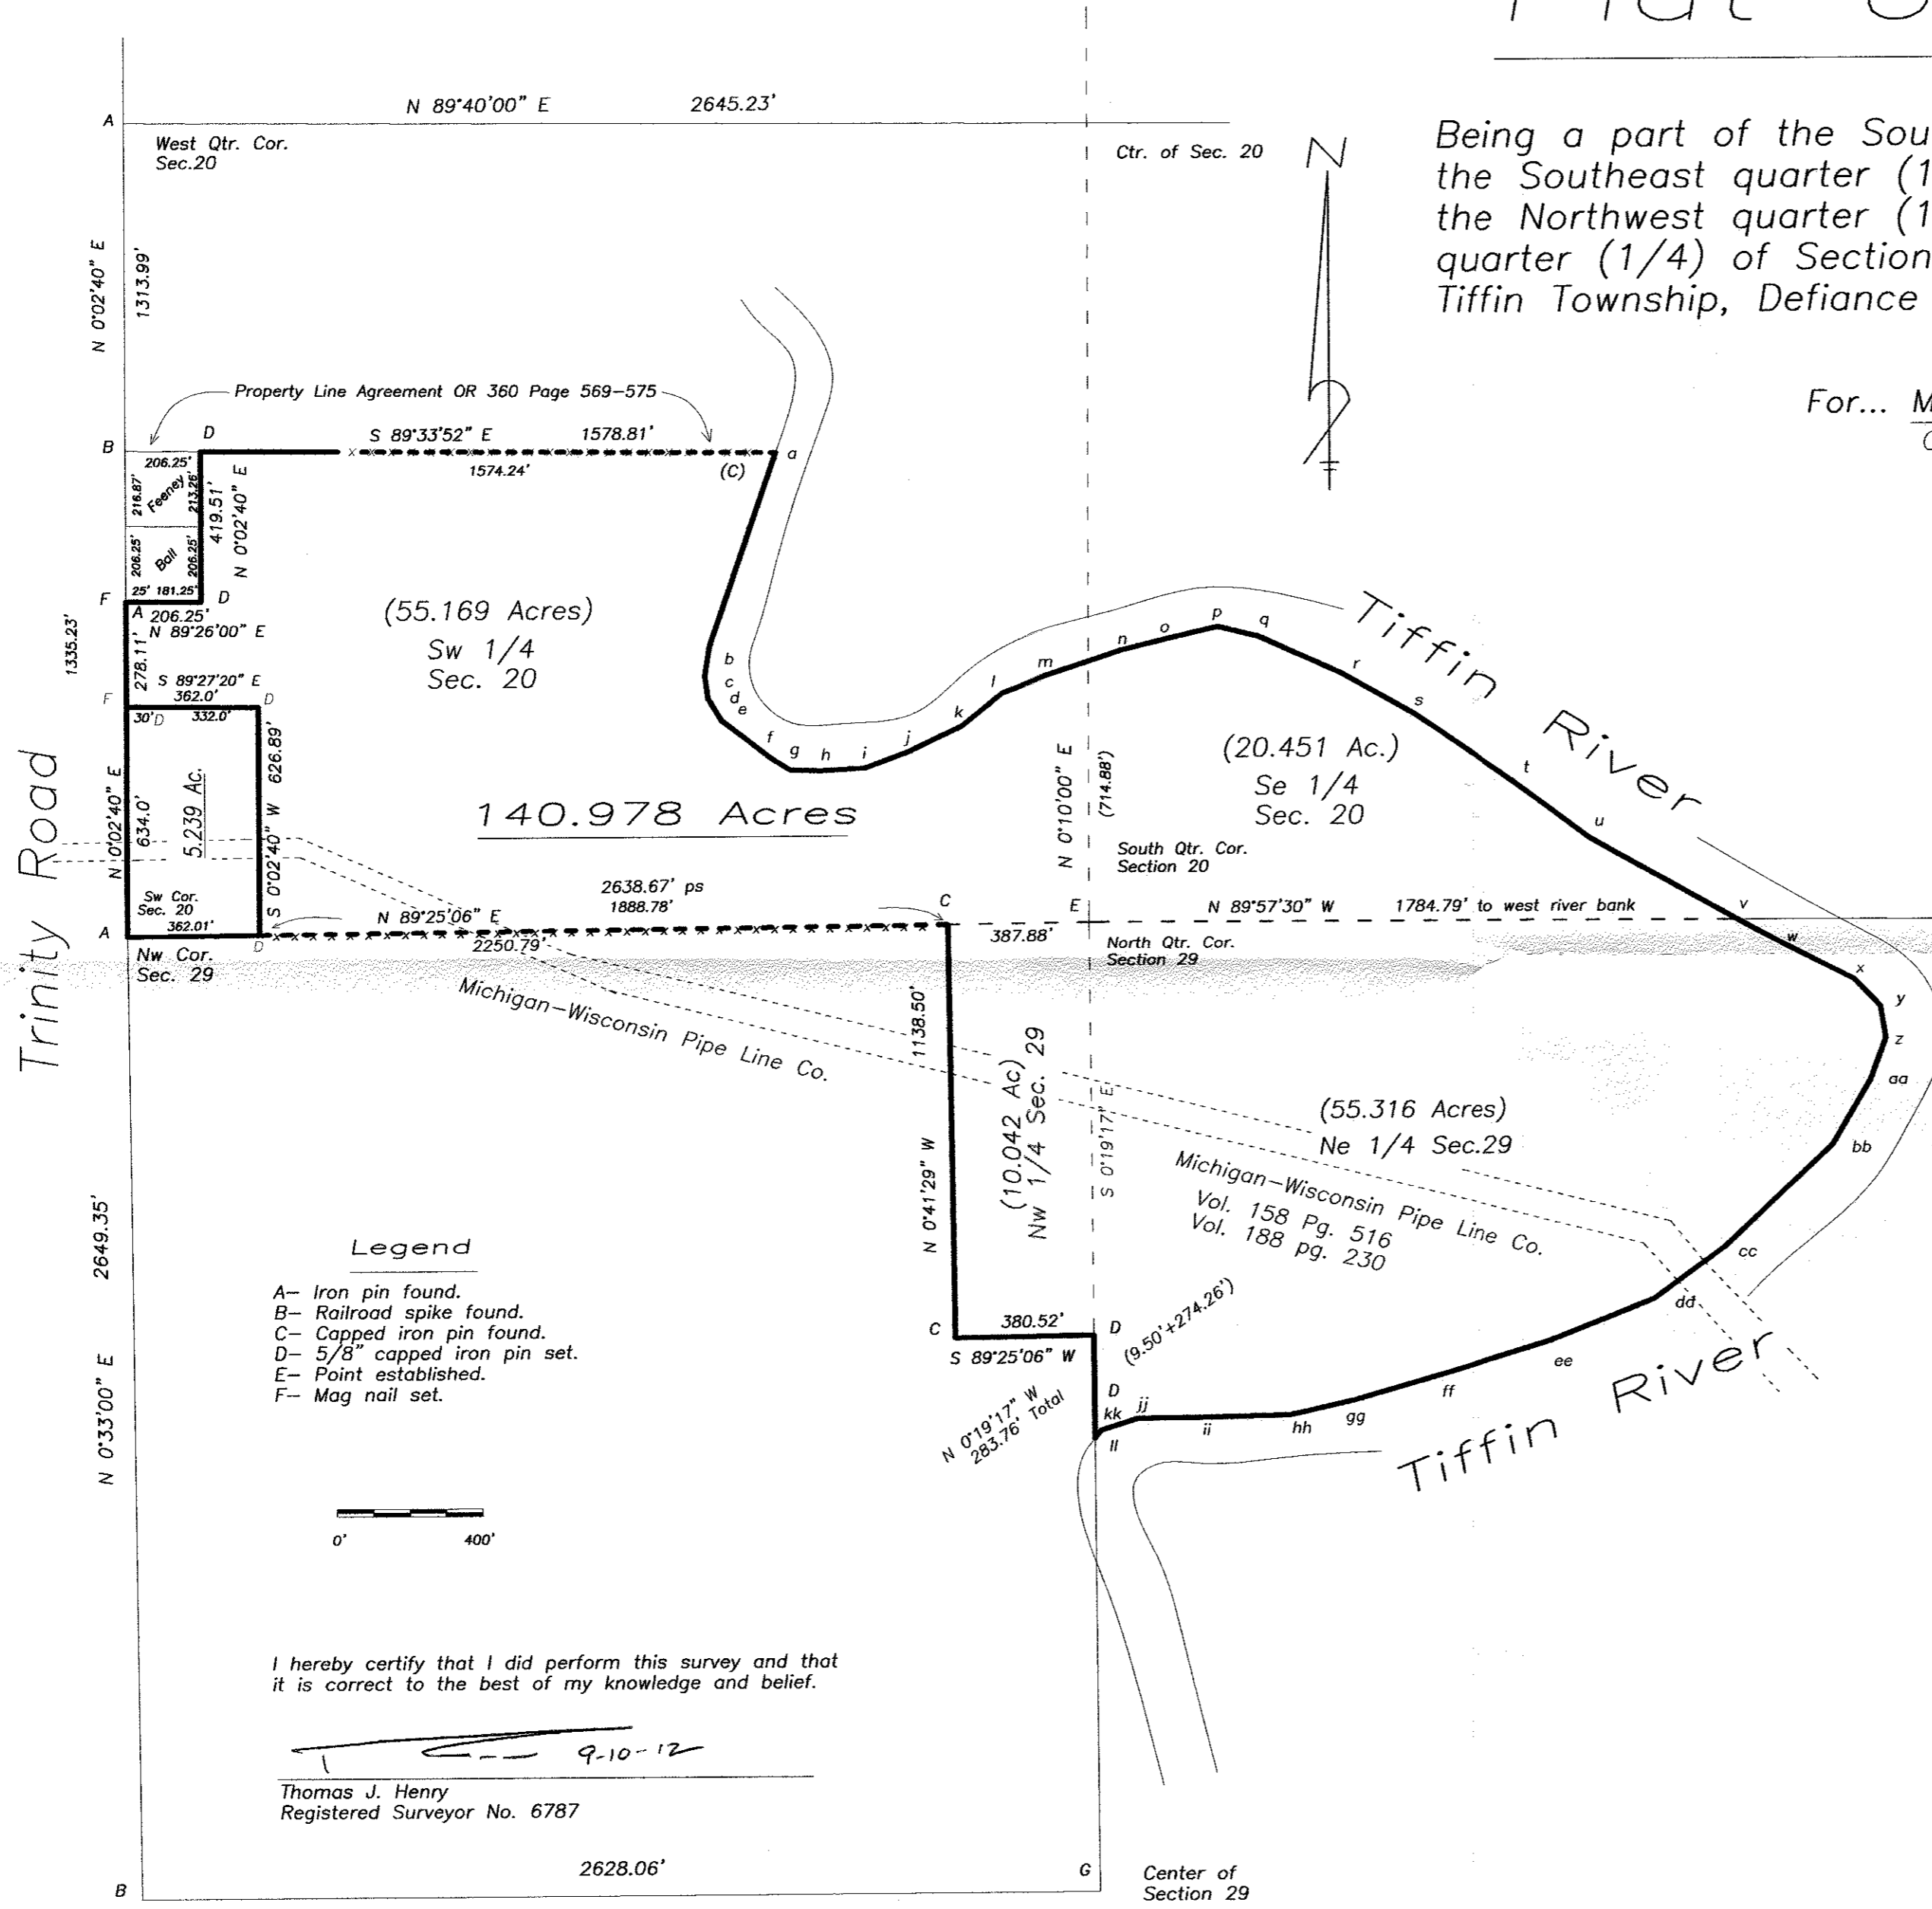 N 89°40'00" E 2645.23'
A
West Qtr. Cor.
Sec.20
Ctr. of Sec. 20
N
Being a part of the Sou
the Southeast quarter (1
the Northwest quarter (1
quarter (1/4) of Section
Tiffin Township, Defiance
For... M
N 0°02'40" E
1313.99'
Property Line Agreement OR 360 Page 569-575
B
D
S 89°33'52" E 1578.81'
1574.24'
(C)
a
206.25'
216.87'
Feeney
213.26'
419.51'
N 0°02'40" E
206.25'
Ball
206.25'
25' 181.25'
F
D
A
206.25'
N 89°26'00" E
1335.23'
278.11'
S 89°27'20" E
362.0'
F
D
30'
D
332.0'
(55.169 Acres)
Sw 1/4
Sec. 20
b
c
d
e
f
g
h
i
j
k
l
m
n
o
p
q
r
s
t
u
v
w
x
y
z
aa
bb
cc
dd
ee
ff
gg
hh
ii
jj
kk
ll
Tiffin River
(20.451 Ac.)
Se 1/4
Sec. 20
N 0°10'00" E
(714.88')
South Qtr. Cor.
Section 20
Trinity Road
N 0°02'40" E
634.0'
5.239 Ac.
S 0°02'40" W 626.89'
140.978 Acres
Sw Cor.
Sec. 20
362.01'
A
D
Nw Cor.
Sec. 29
2638.67' ps
N 89°25'06" E 1888.78'
2250.79'
C
E
387.88'
N 89°57'30" W 1784.79' to west river bank
North Qtr. Cor.
Section 29
Michigan-Wisconsin Pipe Line Co.
1138.50'
N 0°41'29" W
(10.042 Ac)
Nw 1/4 Sec. 29
S 0°19'17" E
(55.316 Acres)
Ne 1/4 Sec.29
Michigan-Wisconsin Pipe Line Co.
Vol. 158 Pg. 516
Vol. 188 pg. 230
C
380.52'
D
S 89°25'06" W
(9.50'+274.26')
D
N 0°19'17" W
283.76' Total
Tiffin River
2649.35'
N 0°33'00" E
Legend
A- Iron pin found.
B- Railroad spike found.
C- Capped iron pin found.
D- 5/8" capped iron pin set.
E- Point established.
F- Mag nail set.
0' 400'
I hereby certify that I did perform this survey and that
it is correct to the best of my knowledge and belief.
9-10-12
Thomas J. Henry
Registered Surveyor No. 6787
2628.06'
B
G
Center of
Section 29